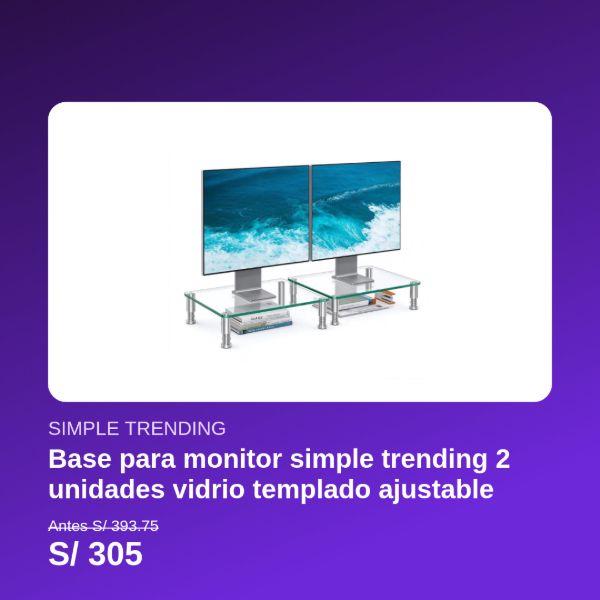 SIMPLE TRENDING
Base para monitor simple trending 2
unidades vidrio templado ajustable
Antes S/ 393.75
S/ 305